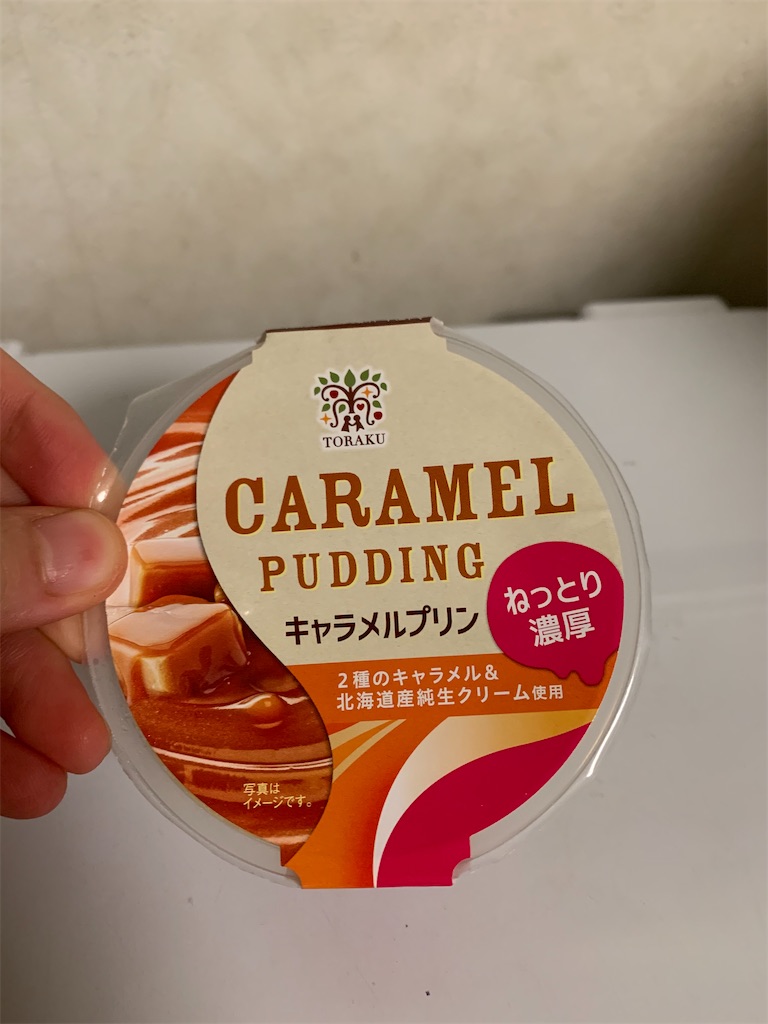 TORAKU
CARAMEL
PUDDING
キャラメルプリン
ねっとり
濃厚
2種のキャラメル&
北海道産純生クリーム使用
写真は
イメージです。